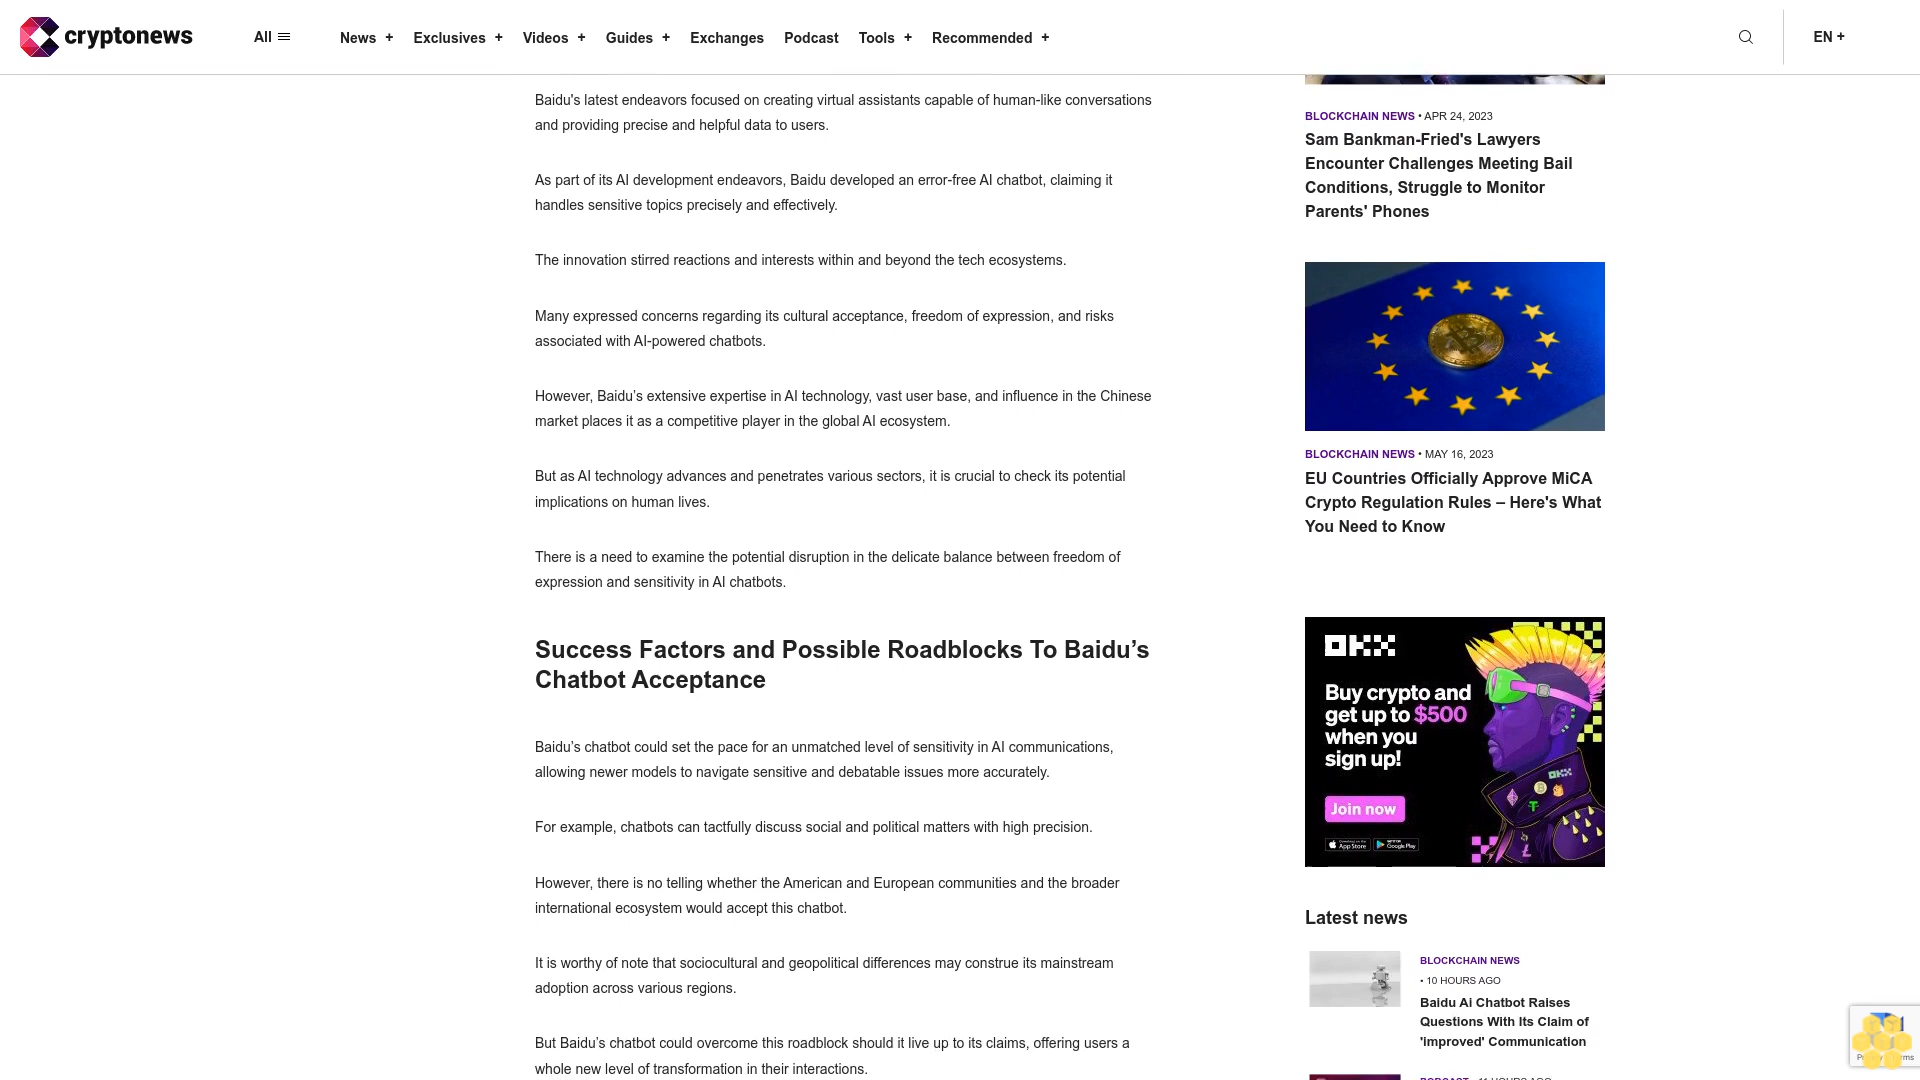 cryptonews
All
News +
Exclusives +
Videos +
Guides +
Exchanges
Podcast
Tools +
Recommended +
EN +
Baidu's latest endeavors focused on creating virtual assistants capable of human-like conversations
and providing precise and helpful data to users.
As part of its AI development endeavors, Baidu developed an error-free AI chatbot, claiming it
handles sensitive topics precisely and effectively.
The innovation stirred reactions and interests within and beyond the tech ecosystems.
Many expressed concerns regarding its cultural acceptance, freedom of expression, and risks
associated with AI-powered chatbots.
However, Baidu’s extensive expertise in AI technology, vast user base, and influence in the Chinese
market places it as a competitive player in the global AI ecosystem.
But as AI technology advances and penetrates various sectors, it is crucial to check its potential
implications on human lives.
There is a need to examine the potential disruption in the delicate balance between freedom of
expression and sensitivity in AI chatbots.
Success Factors and Possible Roadblocks To Baidu’s
Chatbot Acceptance
Baidu’s chatbot could set the pace for an unmatched level of sensitivity in AI communications,
allowing newer models to navigate sensitive and debatable issues more accurately.
For example, chatbots can tactfully discuss social and political matters with high precision.
However, there is no telling whether the American and European communities and the broader
international ecosystem would accept this chatbot.
It is worthy of note that sociocultural and geopolitical differences may construe its mainstream
adoption across various regions.
But Baidu’s chatbot could overcome this roadblock should it live up to its claims, offering users a
whole new level of transformation in their interactions.
BLOCKCHAIN NEWS • APR 24, 2023
Sam Bankman-Fried's Lawyers
Encounter Challenges Meeting Bail
Conditions, Struggle to Monitor
Parents' Phones
BLOCKCHAIN NEWS • MAY 16, 2023
EU Countries Officially Approve MiCA
Crypto Regulation Rules – Here's What
You Need to Know
OKX
Buy crypto and
get up to $500
when you
sign up!
Join now
App Store
Google Play
Latest news
BLOCKCHAIN NEWS
• 10 HOURS AGO
Baidu Ai Chatbot Raises
Questions With Its Claim of
'improved' Communication
PODCAST • 11 HOURS AGO